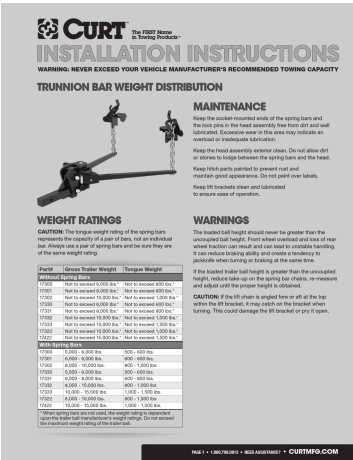 CURT The FIRST Name
in Towing Products™
INSTALLATION INSTRUCTIONS
WARNING: NEVER EXCEED YOUR VEHICLE MANUFACTURER'S RECOMMENDED TOWING CAPACITY
TRUNNION BAR WEIGHT DISTRIBUTION
MAINTENANCE
Keep the socket-mounted ends of the spring bars and
the lock pins in the head assembly free from dirt and well
lubricated. Excessive wear in this area may indicate an
overload or inadequate lubrication.
Keep the head assembly exterior clean. Do not allow dirt
or stones to lodge between the spring bars and the head.
Keep hitch parts painted to prevent rust and
maintain good appearance. Do not paint over labels.
Keep lift brackets clean and lubricated
to ensure ease of operation.
WEIGHT RATINGS
CAUTION: The tongue weight rating of the spring bars
represents the capacity of a pair of bars, not an individual
bar. Always use a pair of spring bars and be sure they are
of the same weight rating.
Part# Gross Trailer Weight Tongue Weight
Without Spring Bars
17300 Not to exceed 6,000 lbs.* Not to exceed 600 lbs.*
17301 Not to exceed 8,000 lbs.* Not to exceed 800 lbs.*
17302 Not to exceed 10,000 lbs.* Not to exceed 1,000 lbs.*
17330 Not to exceed 6,000 lbs.* Not to exceed 600 lbs.*
17331 Not to exceed 8,000 lbs.* Not to exceed 800 lbs.*
17332 Not to exceed 10,000 lbs.* Not to exceed 1,000 lbs.*
17333 Not to exceed 15,000 lbs.* Not to exceed 1,500 lbs.*
17322 Not to exceed 10,000 lbs.* Not to exceed 1,000 lbs.*
17422 Not to exceed 15,000 lbs.* Not to exceed 1,500 lbs.*
With Spring Bars
17300 5,000 - 6,000 lbs. 500 - 600 lbs.
17301 6,000 - 8,000 lbs. 600 - 800 lbs.
17302 8,000 - 10,000 lbs. 800 - 1,000 lbs
17330 5,000 - 6,000 lbs. 500 - 600 lbs.
17331 6,000 - 8,000 lbs. 600 - 800 lbs.
17332 8,000 - 10,000 lbs. 800 - 1,000 lbs.
17333 10,000 - 15,000 lbs. 1,000 - 1,500 lbs.
17322 8,000 - 10,000 lbs. 800 - 1,000 lbs
17422 10,000 - 15,000 lbs. 1,000 - 1,500 lbs.
* When spring bars are not used, the weight rating is dependent
upon the trailer ball manufacturer's weight ratings. Do not exceed
the maximum weight rating of the trailer ball.
WARNINGS
The loaded ball height should never be greater than the
uncoupled ball height. Front wheel overload and loss of rear
wheel traction can result and can lead to unstable handling.
It can reduce braking ability and create a tendency to
jackknife when turning or braking at the same time.
If the loaded trailer ball height is greater than the uncoupled
height, reduce take-up on the spring bar chains, re-measure
and adjust until the proper height is obtained.
CAUTION: If the lift chain is angled fore or aft at the top
within the lift bracket, it may catch on the bracket when
turning. This could damage the lift bracket or pry it open.
PAGE 1 • 1.800.798.0813 • NEED ASSISTANCE? • CURTMFG.COM